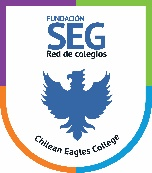 FUNDACIÓN
SEG
Red de colegios
Chilean Eagles College